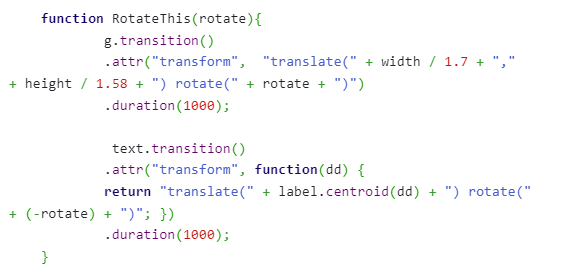 function RotateThis(rotate){
g.transition()
.attr("transform",  "translate(" + width / 1.7 + ","
+ height / 1.58 + ") rotate(" + rotate + ")")
.duration(1000);
text.transition()
.attr("transform", function(dd) {
return "translate(" + label.centroid(dd) + ") rotate("
+ (-rotate) + ")"; })
.duration(1000);
}